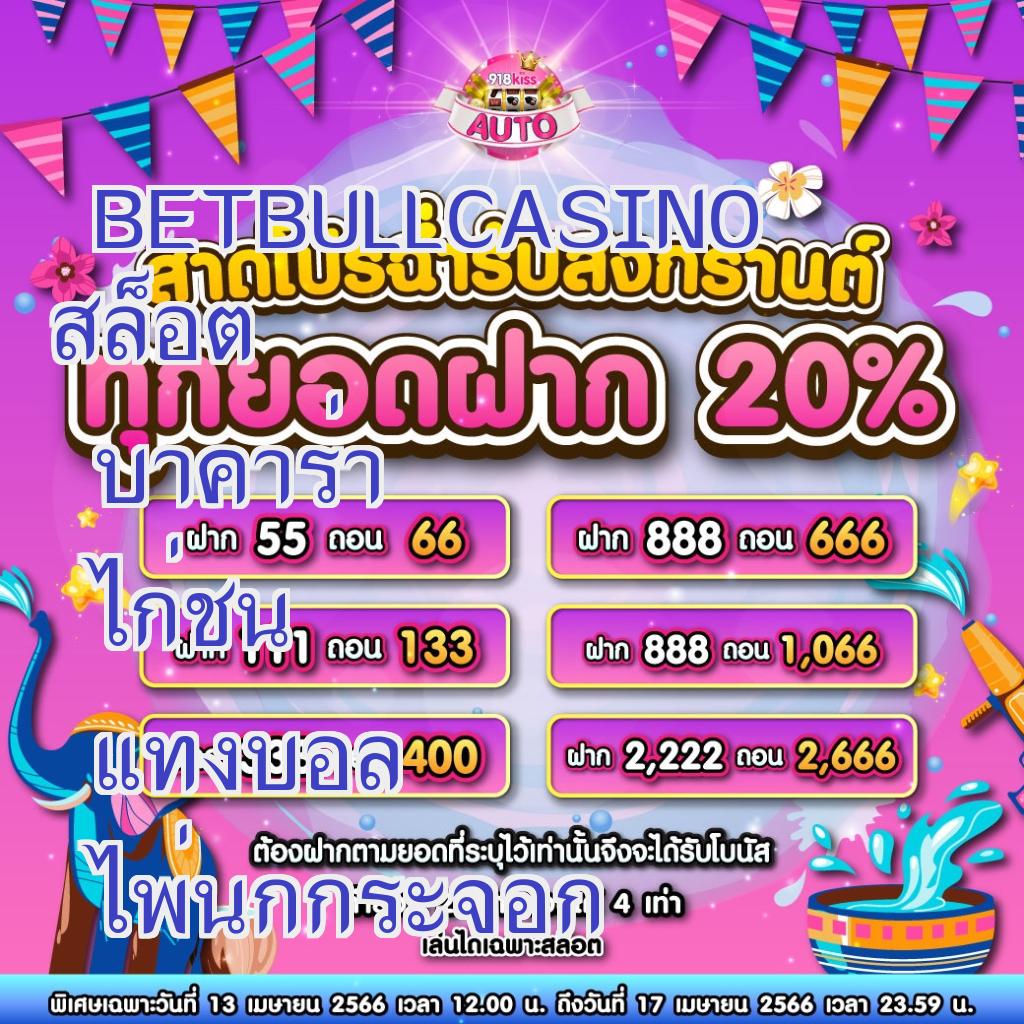 918kiss
AUTO
BETBULLCASINO
สาดโปรฉ่ำรับสงกรานต์
สล็อต
ทุกยอดฝาก 20%
บาคาร่า
ฝาก 55 ถอน 66
ฝาก 888 ถอน 666
ไก่ชน
ฝาก 111 ถอน 133
ฝาก 888 ถอน 1,066
แทงบอล
400
ฝาก 2,222 ถอน 2,666
ต้องฝากตามยอดที่ระบุไว้เท่านั้นจึงจะได้รับโบนัส
ไพ่นกกระจอก
4 เท่า
เล่นได้เฉพาะสล็อต
พิเศษเฉพาะวันที่ 13 เมษายน 2566 เวลา 12.00 น. ถึงวันที่ 17 เมษายน 2566 เวลา 23.59 น.